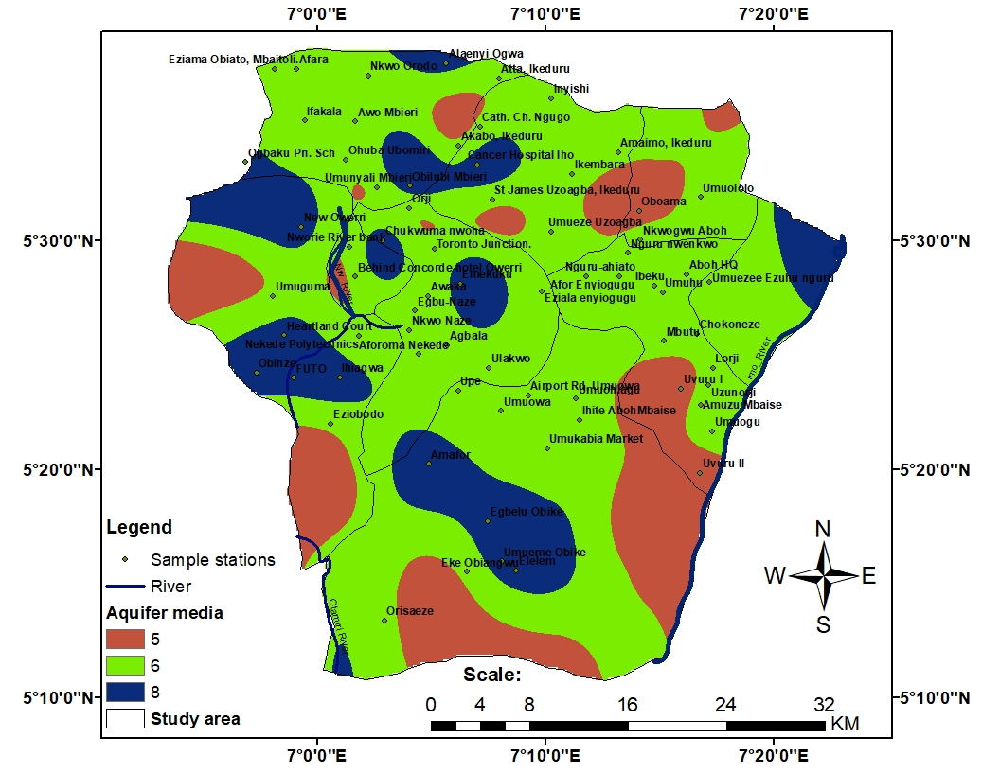 7°0'0"E 7°10'0"E 7°20'0"E
Alaenyi Ogwa
Eziama Obiato, Mbaitoli. Afara
Nkwo Orodo
Atta, Ikeduru
Inyishi
Ifakala
Awo Mbieri
Cath. Ch. Ngugo
Akabo, Ikeduru
Amaimo, Ikeduru
Ogbaku Pri. Sch
Ohuba Ubomiri
Cancer Hospital Iho
Ikembara
Umunyali Mbieri
Obilubi Mbieri
St James Uzoagba, Ikeduru
Umuololo
Orji
Oboama
New Owerri
Umueze Uzoagba
Nkwogwu Aboh
Chukwuma nwoha
Nworie River bank
5°30'0"N 5°30'0"N
Toronto Junction.
Nguru nwenkwo
Behind Concorde hotel Owerri
Emekuku
Nguru-ahiato
Aboh HQ
Ibeku
Umuezee Ezuhu nguru
Umuguma
Awaka
Afor Enyiogugu
Umuhu
Nw. River
Egbu-Naze
Eziala enyiogugu
Heartland Court
Nkwo Naze
Chokoneze
Mbutu
Agbala
Nekede Polytechnics
Aforoma Nekede
Imo River
Obinze
FUTO
Ihiagwa
Ulakwo
Lorji
Upe
Airport Rd. Umuowa
Uvuru I
Umuohiagu
Uzunorji
Umuowa
Amuzu Mbaise
Eziobodo
Ihite Aboh Mbaise
Umuogu
Umukabia Market
Amafor
Uvuru II
5°20'0"N 5°20'0"N
Egbelu Obike
Umueme Obike
Eke Obiangwu
Elelem
Orisaeze
Otamiri River
Legend
Sample stations
River
Aquifer media
5
6
8
Study area
N
W E
S
Scale:
0 4 8 16 24 32
KM
5°10'0"N 5°10'0"N
7°0'0"E 7°10'0"E 7°20'0"E